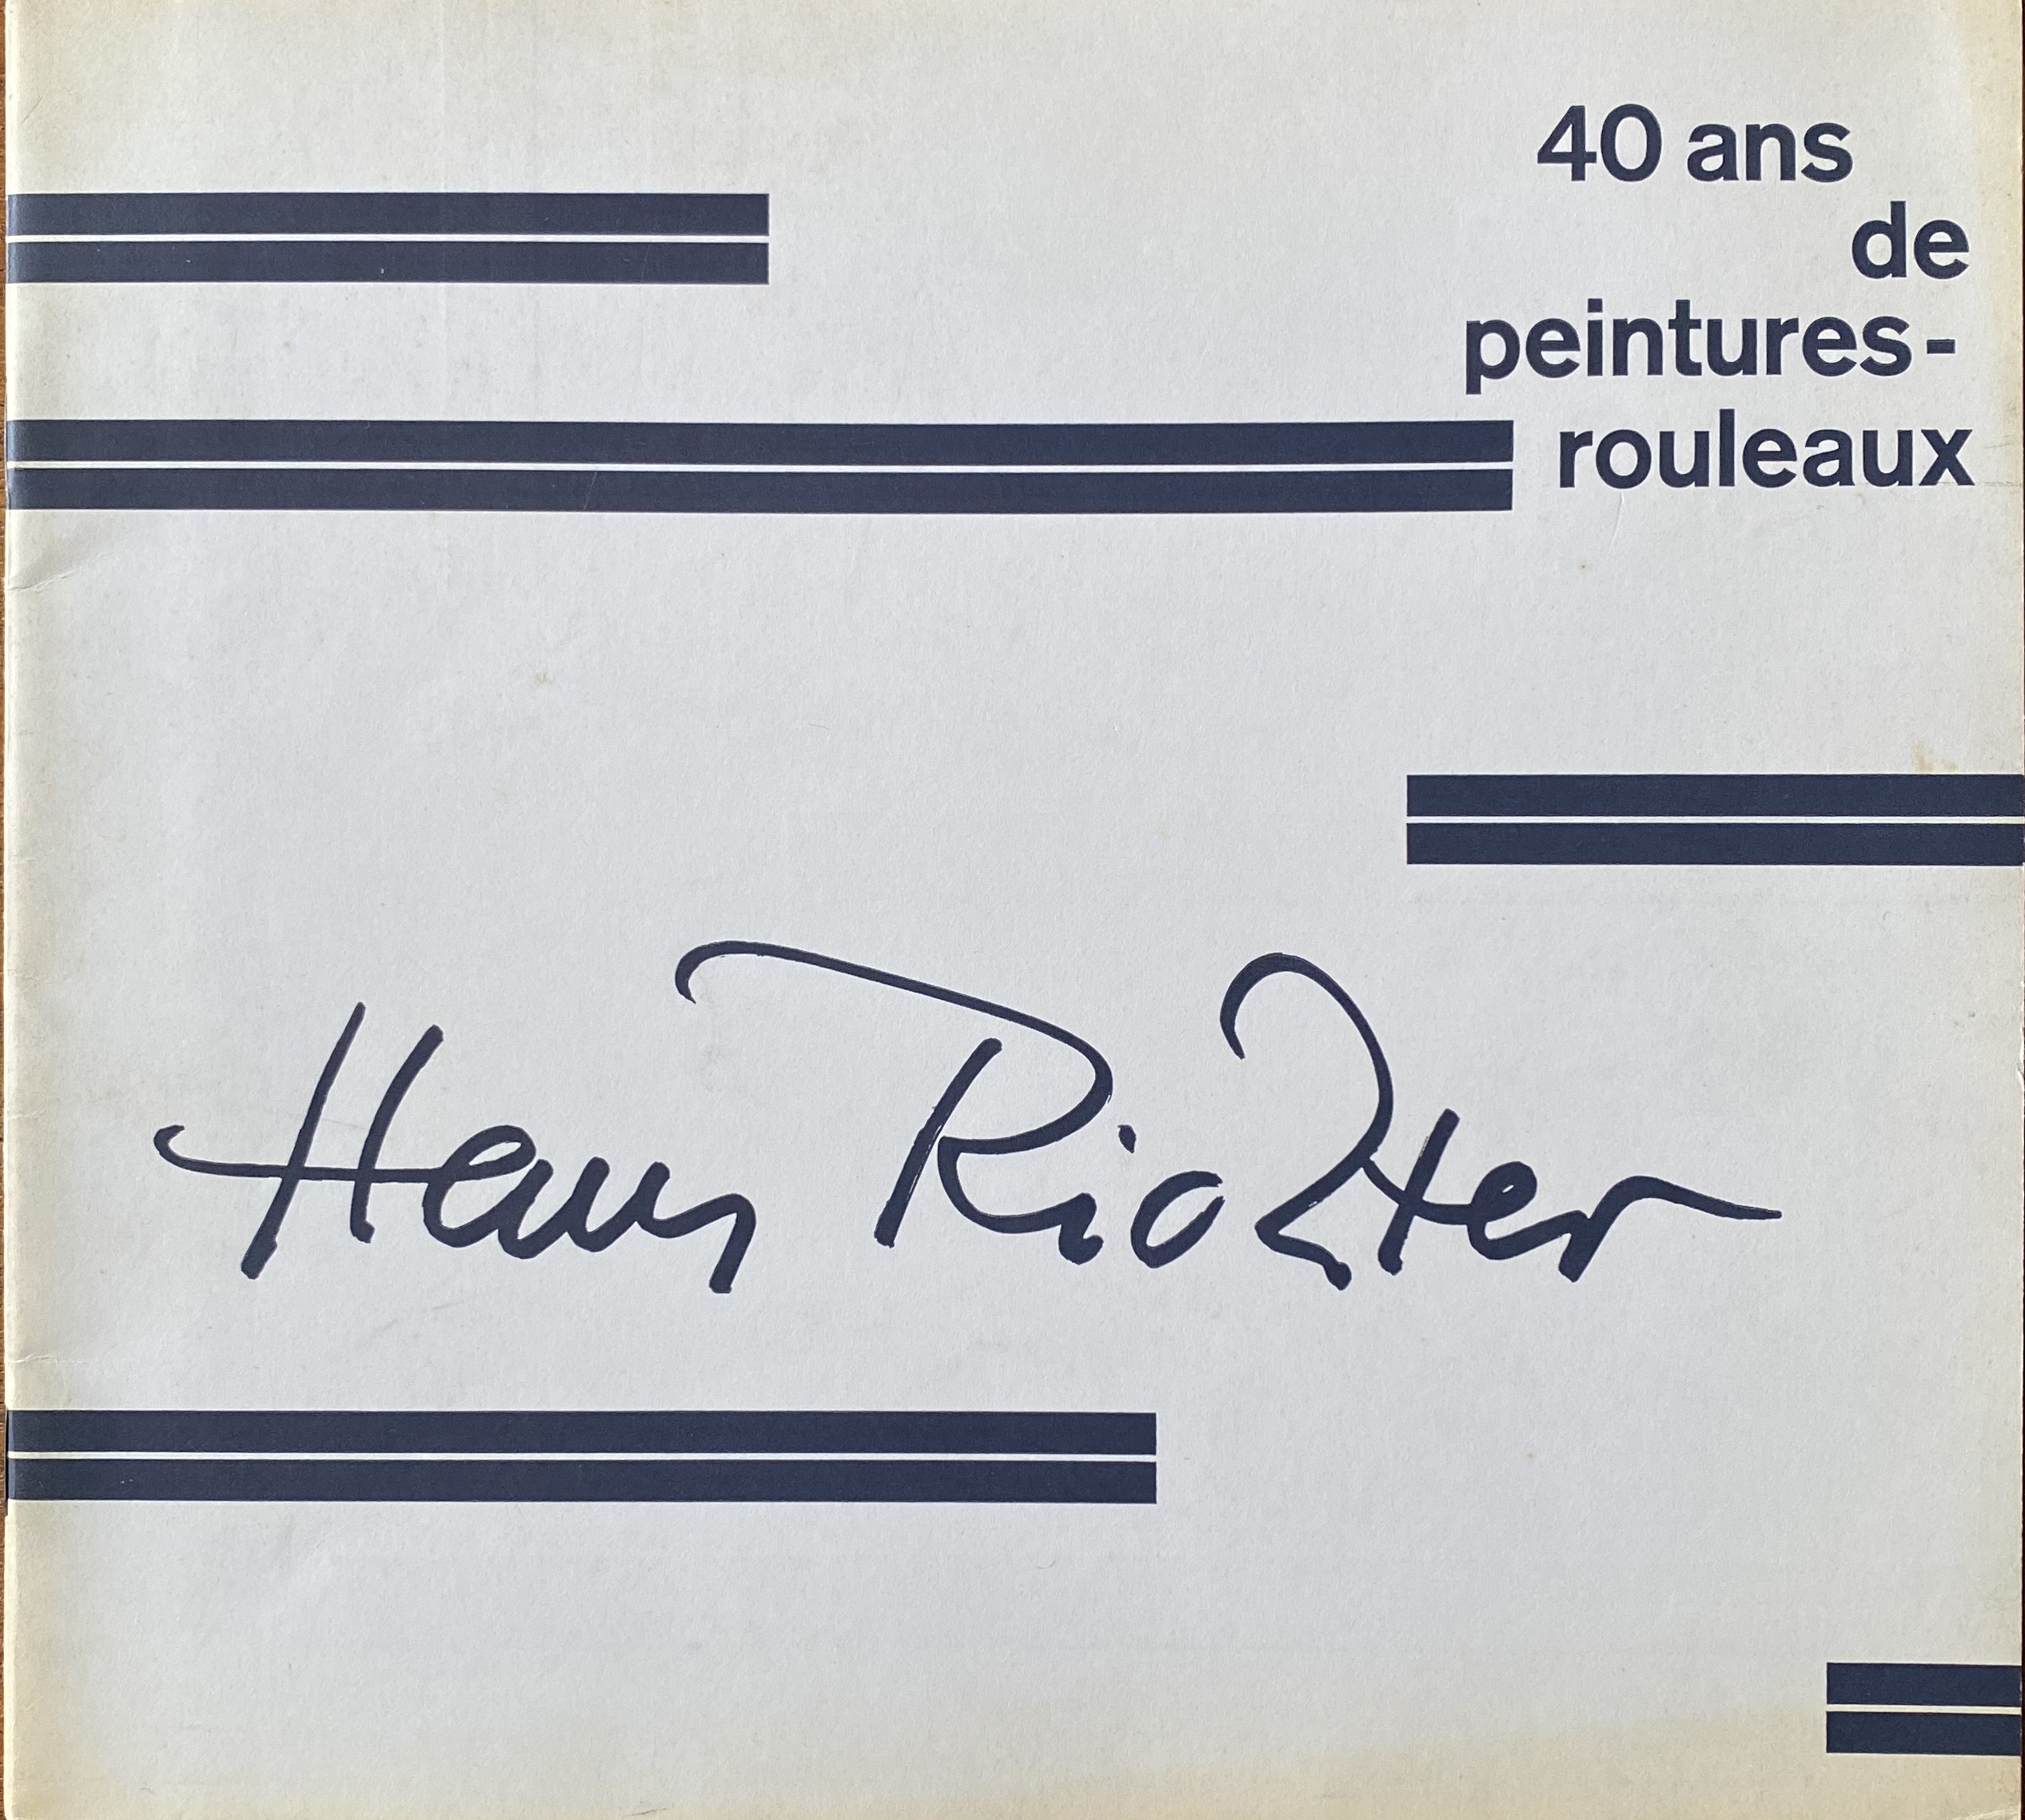 40 ans
de
peintures-
rouleaux
Hans Richter